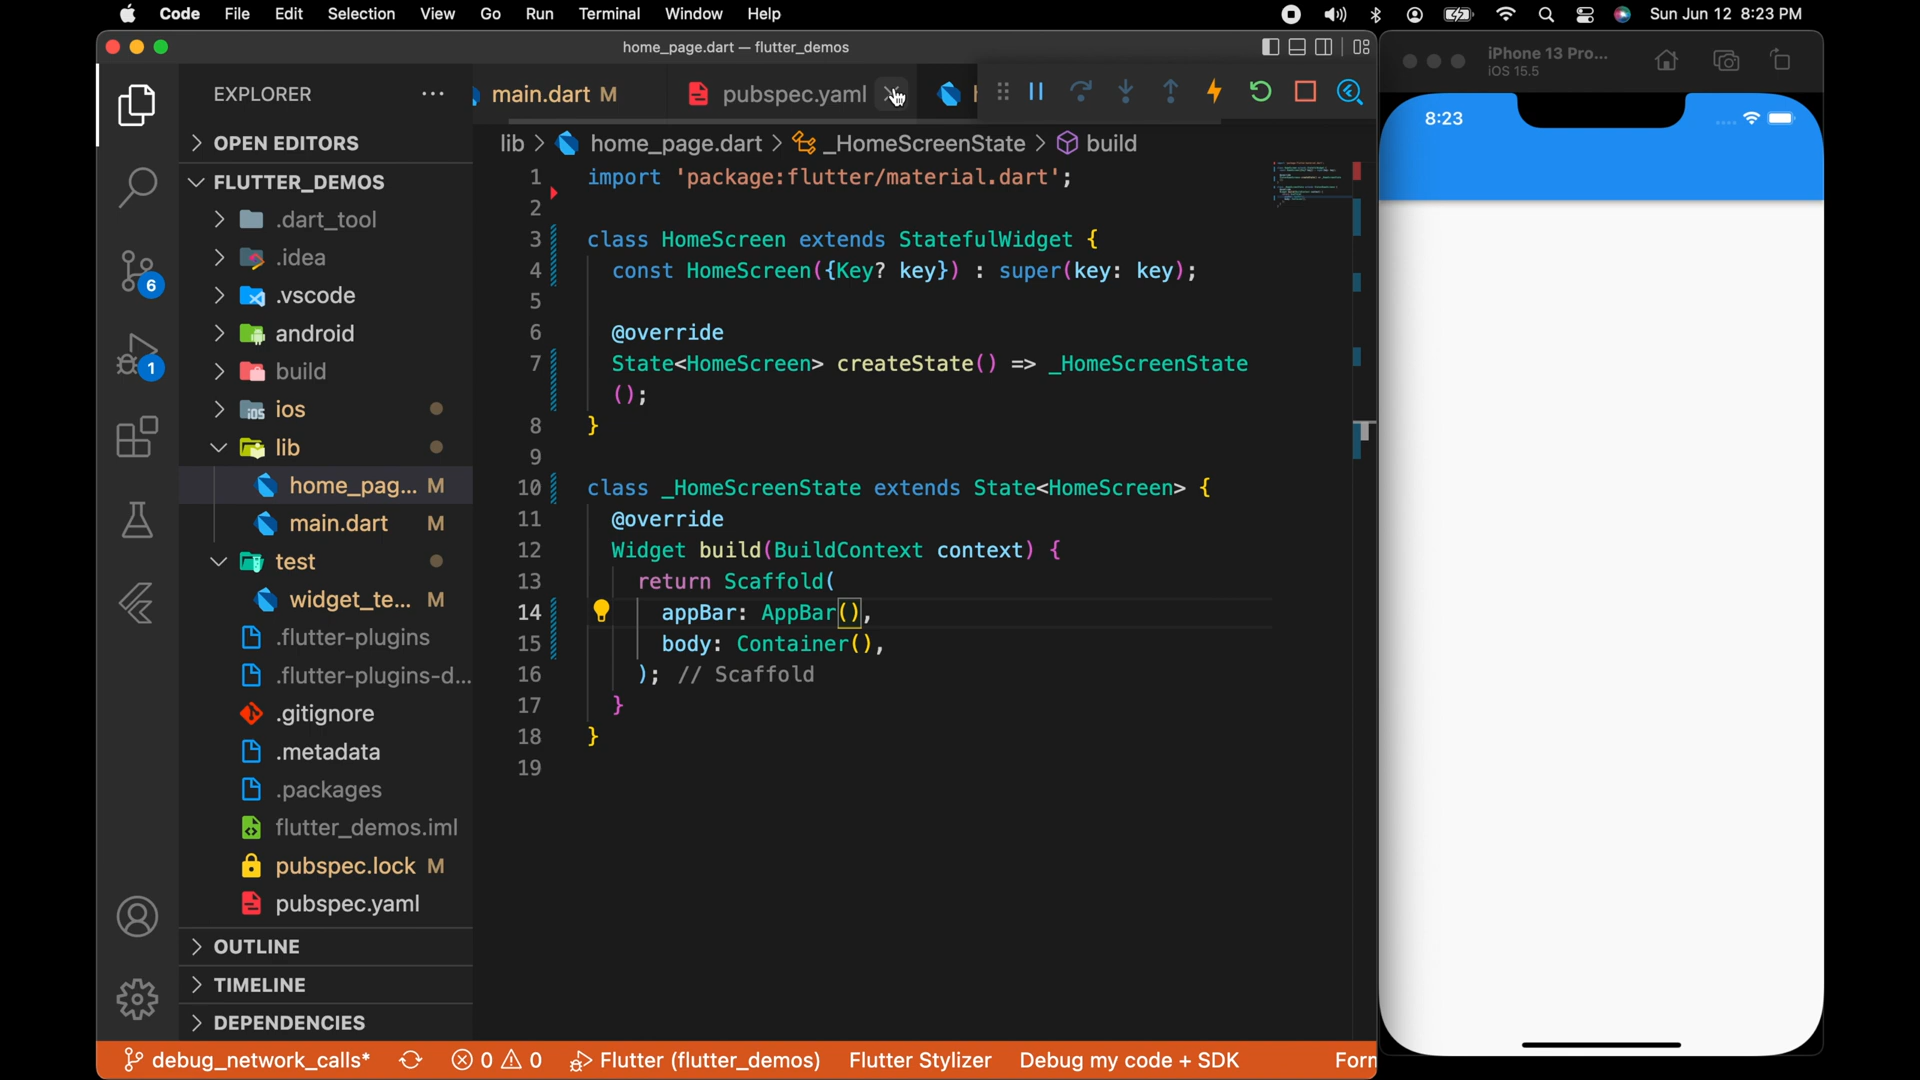 Code File Edit Selection View Go Run Terminal Window Help Sun Jun 12 8:23 PM
home_page.dart — flutter_demos
EXPLORER
OPEN EDITORS
FLUTTER_DEMOS
.dart_tool
.idea
.vscode
android
build
ios
lib
home_pag... M
main.dart M
test
widget_te... M
.flutter-plugins
.flutter-plugins-d...
.gitignore
.metadata
.packages
flutter_demos.iml
pubspec.lock M
pubspec.yaml
OUTLINE
TIMELINE
DEPENDENCIES
6
1
main.dart M pubspec.yaml
lib > home_page.dart > _HomeScreenState > build
1 import 'package:flutter/material.dart';
2
3 class HomeScreen extends StatefulWidget {
4 const HomeScreen({Key? key}) : super(key: key);
5
6 @override
7 State<HomeScreen> createState() => _HomeScreenState
();
8 }
9
10 class _HomeScreenState extends State<HomeScreen> {
11 @override
12 Widget build(BuildContext context) {
13 return Scaffold(
14 appBar: AppBar(),
15 body: Container(),
16 ); // Scaffold
17 }
18 }
19
debug_network_calls* 0 0 Flutter (flutter_demos) Flutter Stylizer Debug my code + SDK Forn
iPhone 13 Pro...
iOS 15.5
8:23